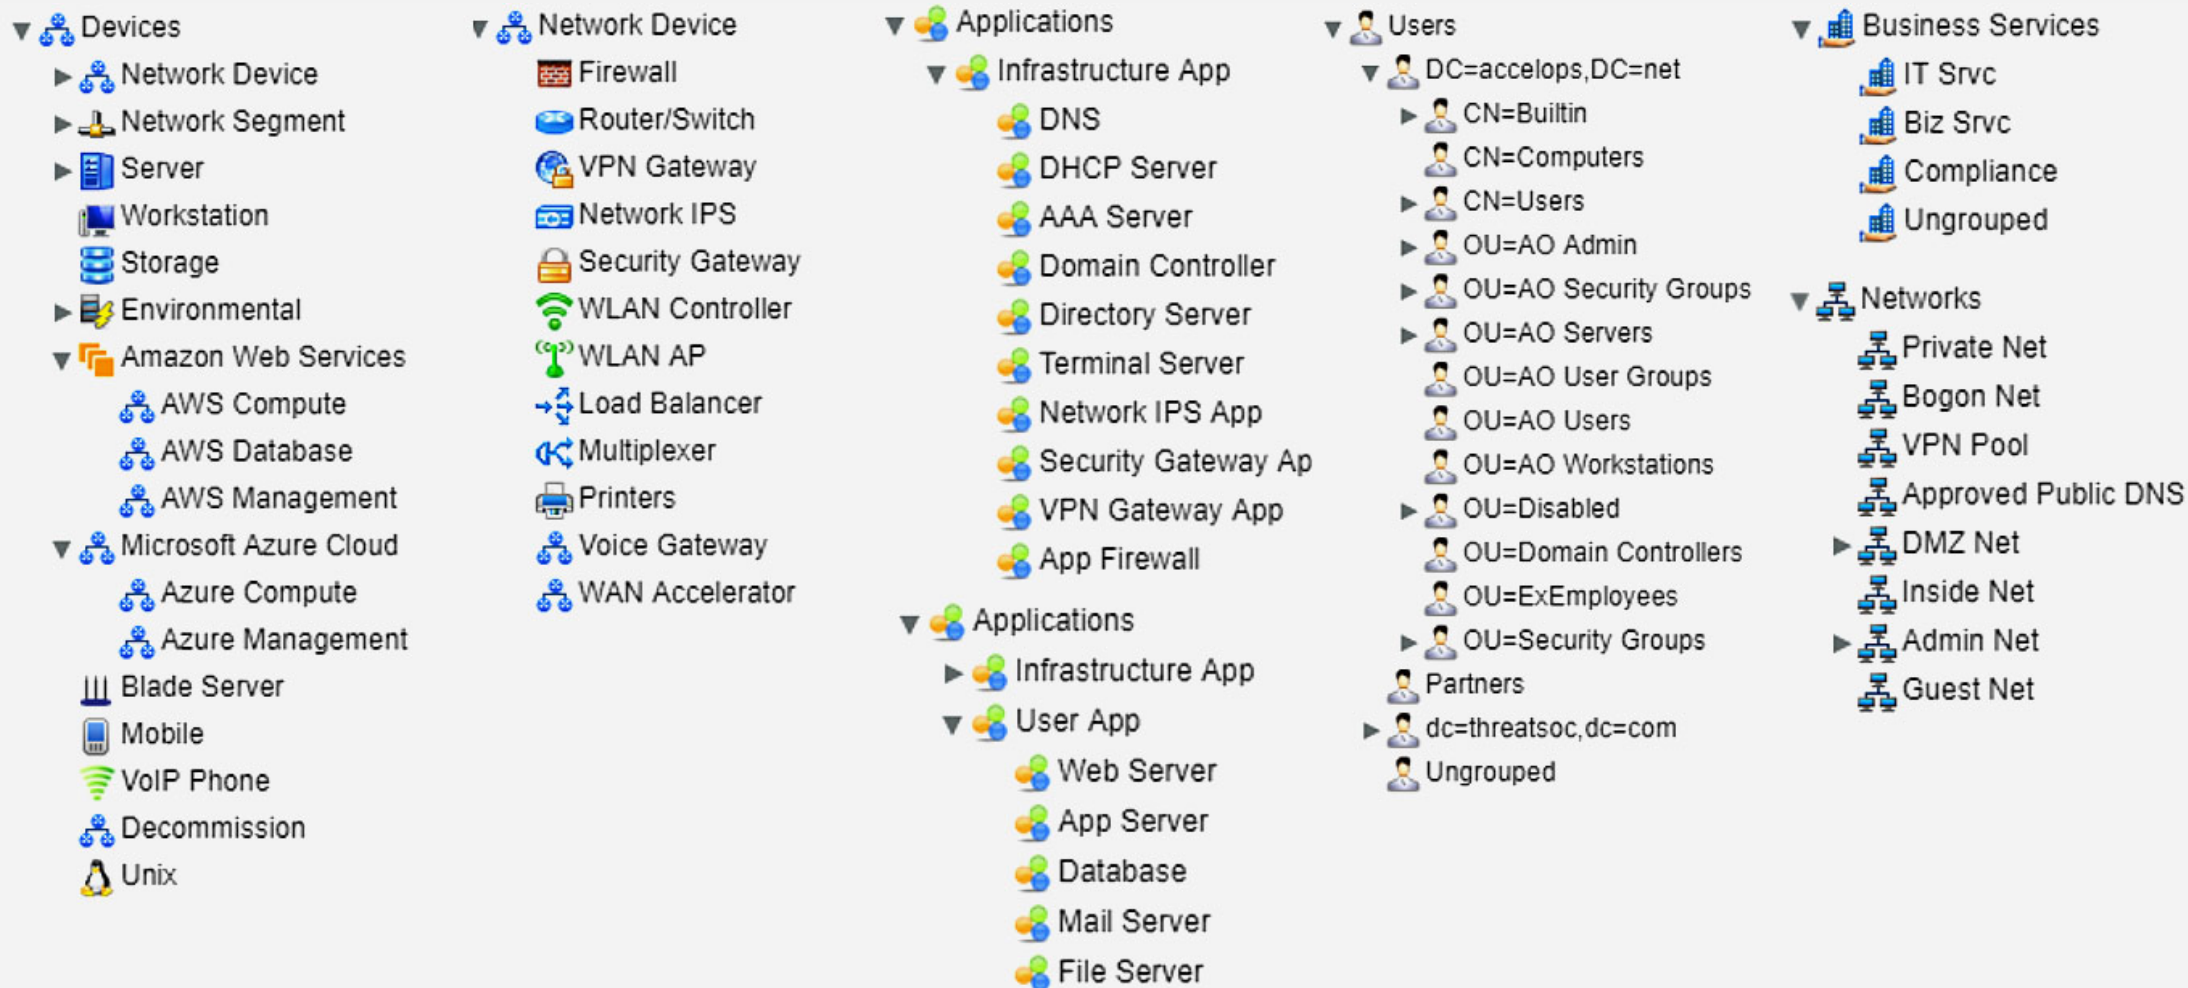 Devices
Network Device
Network Segment
Server
Workstation
Storage
Environmental
Amazon Web Services
AWS Compute
AWS Database
AWS Management
Microsoft Azure Cloud
Azure Compute
Azure Management
Blade Server
Mobile
VoIP Phone
Decommission
Unix
Network Device
Firewall
Router/Switch
VPN Gateway
Network IPS
Security Gateway
WLAN Controller
WLAN AP
Load Balancer
Multiplexer
Printers
Voice Gateway
WAN Accelerator
Applications
Infrastructure App
DNS
DHCP Server
AAA Server
Domain Controller
Directory Server
Terminal Server
Network IPS App
Security Gateway Ap
VPN Gateway App
App Firewall
Applications
Infrastructure App
User App
Web Server
App Server
Database
Mail Server
File Server
Users
DC=accelops,DC=net
CN=Builtin
CN=Computers
CN=Users
OU=AO Admin
OU=AO Security Groups
OU=AO Servers
OU=AO User Groups
OU=AO Users
OU=AO Workstations
OU=Disabled
OU=Domain Controllers
OU=ExEmployees
OU=Security Groups
Partners
dc=threatsoc,dc=com
Ungrouped
Business Services
IT Srvc
Biz Srvc
Compliance
Ungrouped
Networks
Private Net
Bogon Net
VPN Pool
Approved Public DNS
DMZ Net
Inside Net
Admin Net
Guest Net